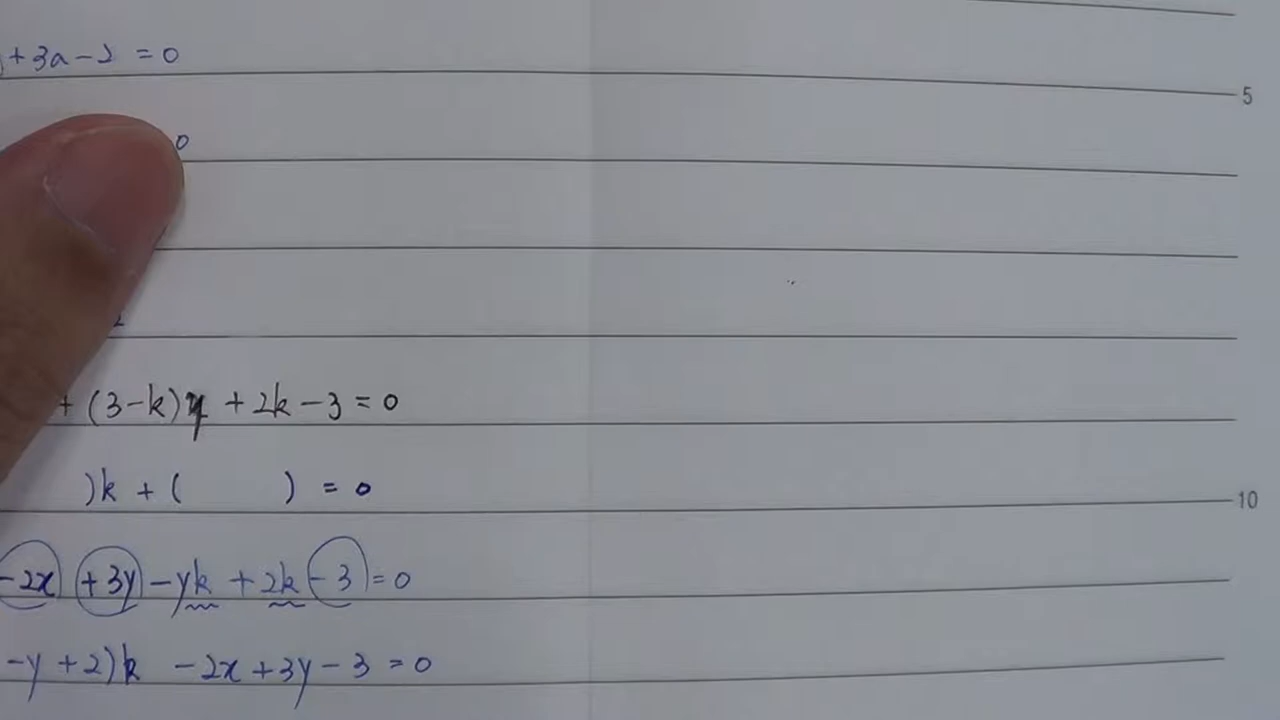 +3a-2 =0
5
0
+ (3-k)y +2k-3=0
)k + (        ) = 0
10
-2x +3y -yk +2k -3=0
-y +2)k -2x +3y -3 =0